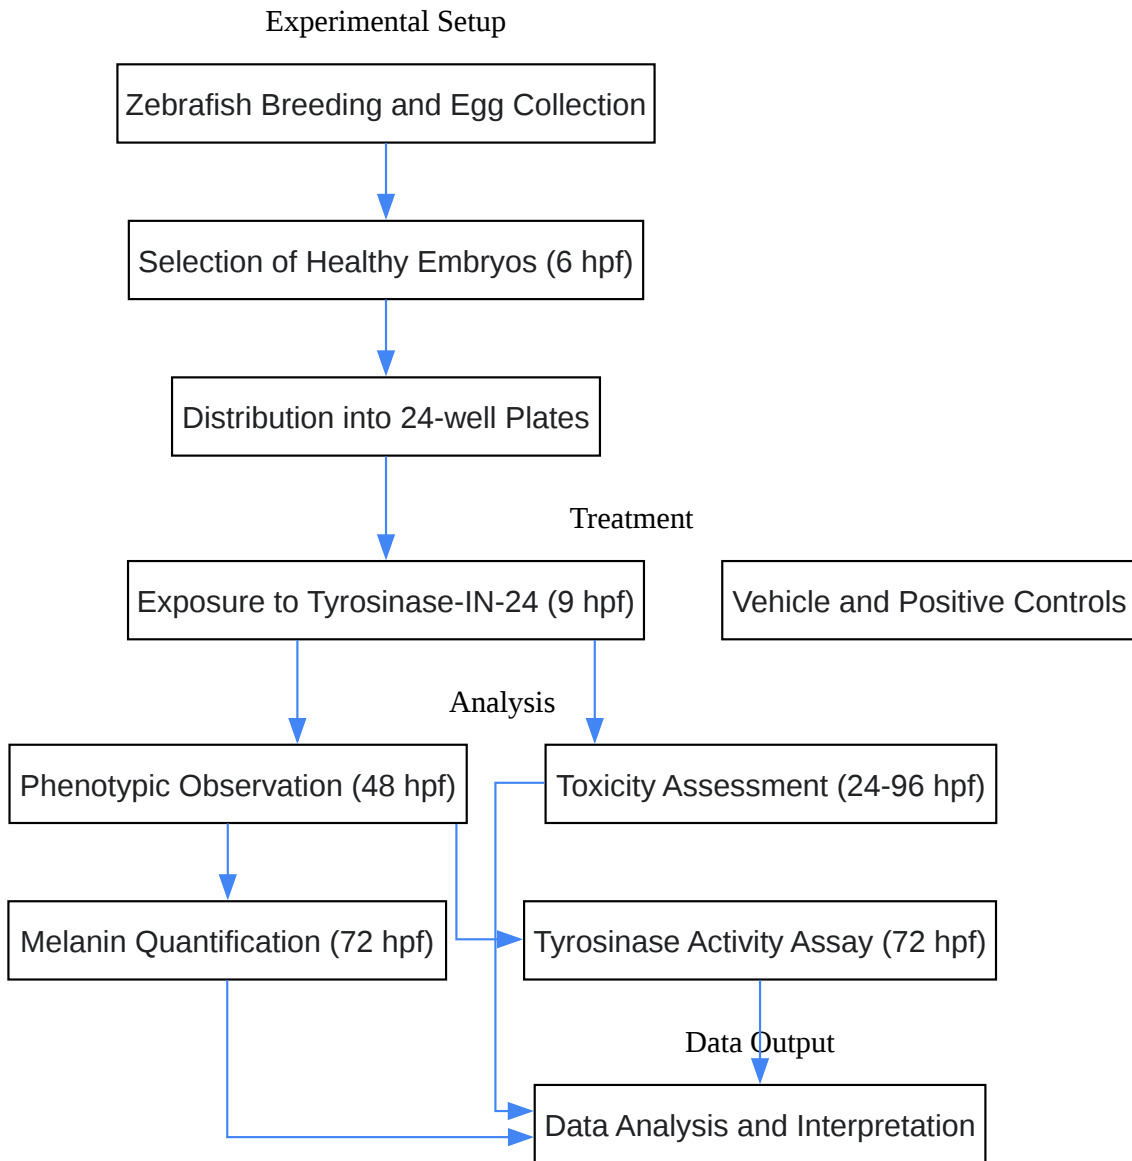 Experimental Setup
Zebrafish Breeding and Egg Collection
Selection of Healthy Embryos (6 hpf)
Distribution into 24-well Plates
Treatment
Exposure to Tyrosinase-IN-24 (9 hpf)
Vehicle and Positive Controls
Analysis
Phenotypic Observation (48 hpf)
Toxicity Assessment (24-96 hpf)
Melanin Quantification (72 hpf)
Tyrosinase Activity Assay (72 hpf)
Data Output
Data Analysis and Interpretation